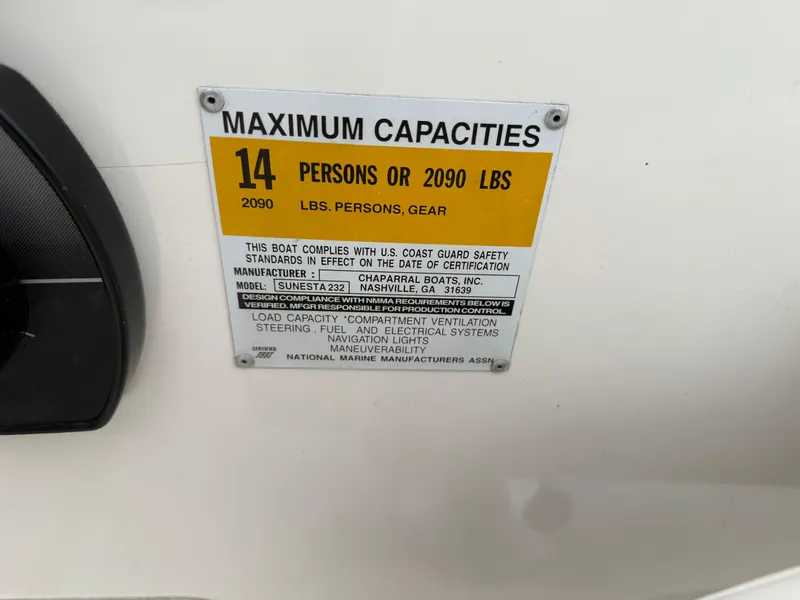 MAXIMUM CAPACITIES
14 PERSONS OR 2090 LBS
2090 LBS. PERSONS, GEAR
THIS BOAT COMPLIES WITH U.S. COAST GUARD SAFETY
STANDARDS IN EFFECT ON THE DATE OF CERTIFICATION
MANUFACTURER : CHAPARRAL BOATS, INC.
MODEL: SUNESTA 232 NASHVILLE, GA 31639
DESIGN COMPLIANCE WITH NMMA REQUIREMENTS BELOW IS
VERIFIED. MFGR RESPONSIBLE FOR PRODUCTION CONTROL.
LOAD CAPACITY *COMPARTMENT VENTILATION
STEERING , FUEL AND ELECTRICAL SYSTEMS
NAVIGATION LIGHTS
MANEUVERABILITY
NATIONAL MARINE MANUFACTURERS ASSN.